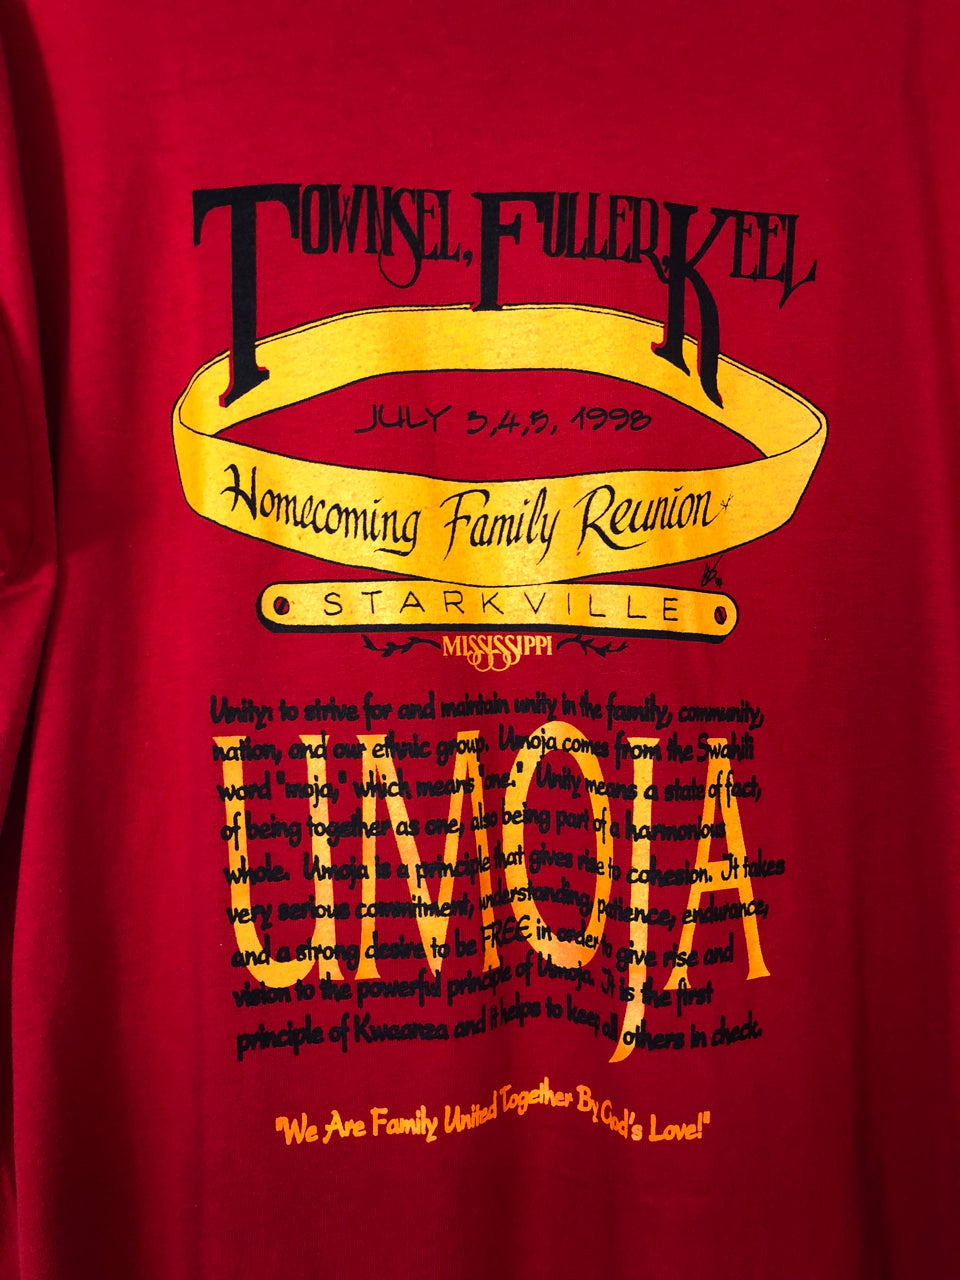 TOWNSEL, FULLER, KEEL
JULY 3,4,5, 1998
Homecoming Family Reunion
STARKVILLE
MISSISSIPPI
Unity: to strive for and maintain unity in the family, community,
nation, and our ethnic group. Umoja comes from the Swahili
word "moja," which means "one." Unity means a state of fact,
of being together as one, also being part of a harmonious
whole. Umoja is a principle that gives rise to cohesion. It takes
very serious commitment, understanding, patience, endurance,
and a strong desire to be FREE in order to give rise and
vision to the powerful principle of Umoja. It is the first
principle of Kwaanza and it helps to keep all others in check.
UMOJA
"We Are Family United Together By God's Love!"